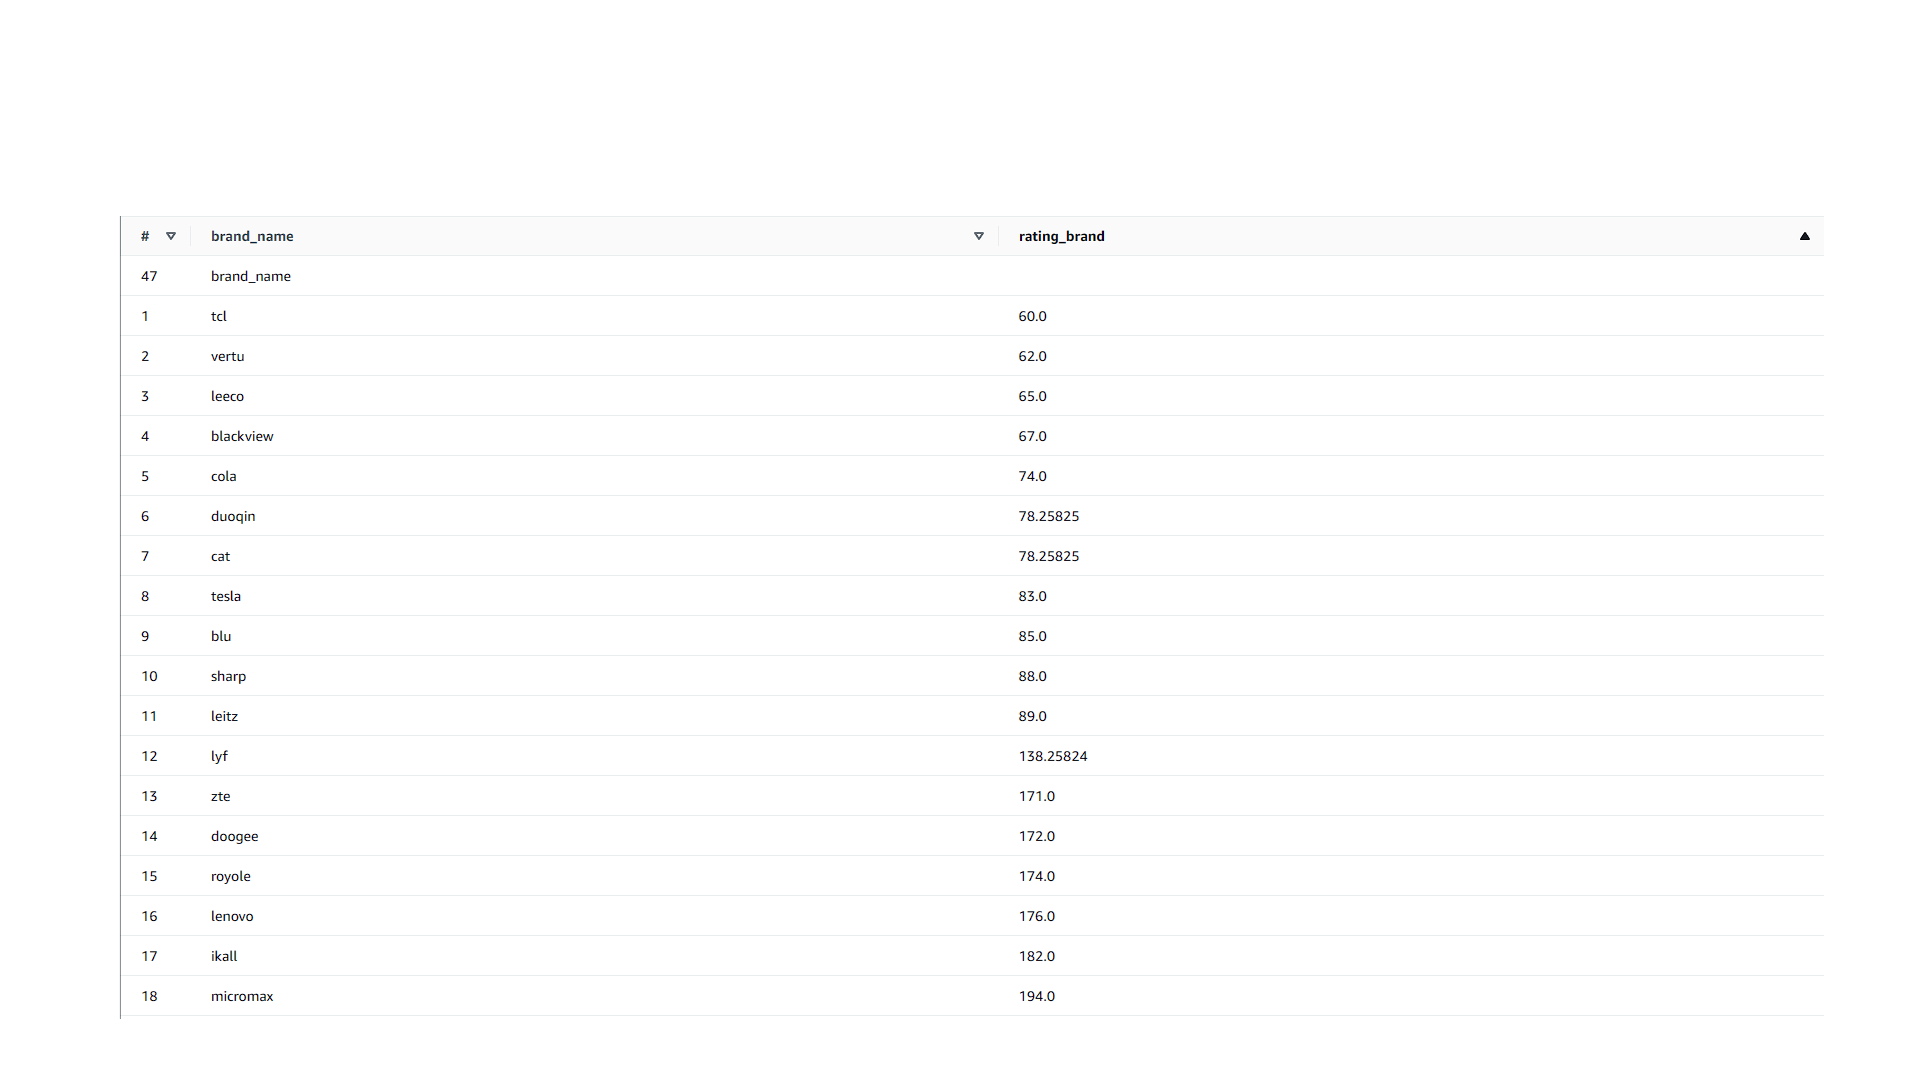 # brand_name rating_brand
47 brand_name
1 tcl 60.0
2 vertu 62.0
3 leeco 65.0
4 blackview 67.0
5 cola 74.0
6 duoqin 78.25825
7 cat 78.25825
8 tesla 83.0
9 blu 85.0
10 sharp 88.0
11 leitz 89.0
12 lyf 138.25824
13 zte 171.0
14 doogee 172.0
15 royole 174.0
16 lenovo 176.0
17 ikall 182.0
18 micromax 194.0